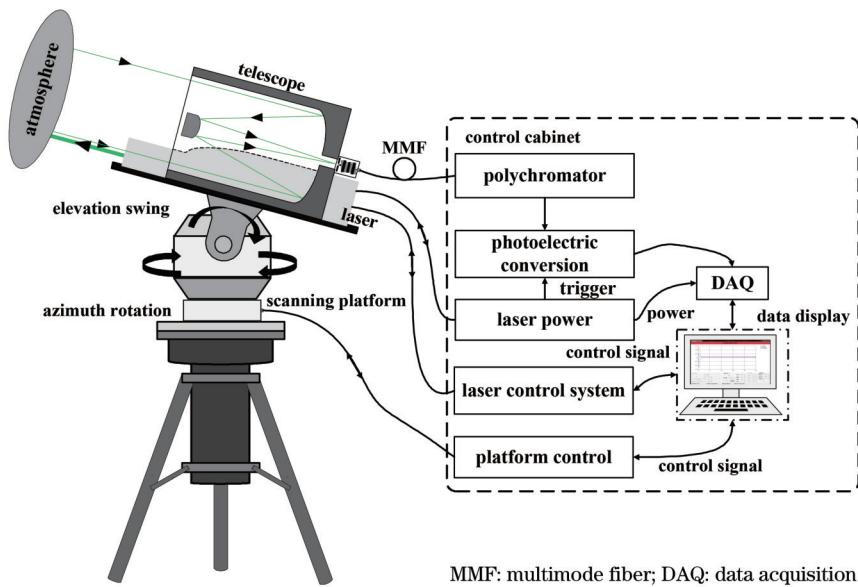 atmosphere
telescope
MMF
laser
elevation swing
azimuth rotation
scanning platform
control cabinet
polychromator
photoelectric
conversion
trigger
laser power
power
DAQ
data display
control signal
laser control system
platform control
control signal
MMF: multimode fiber; DAQ: data acquisition